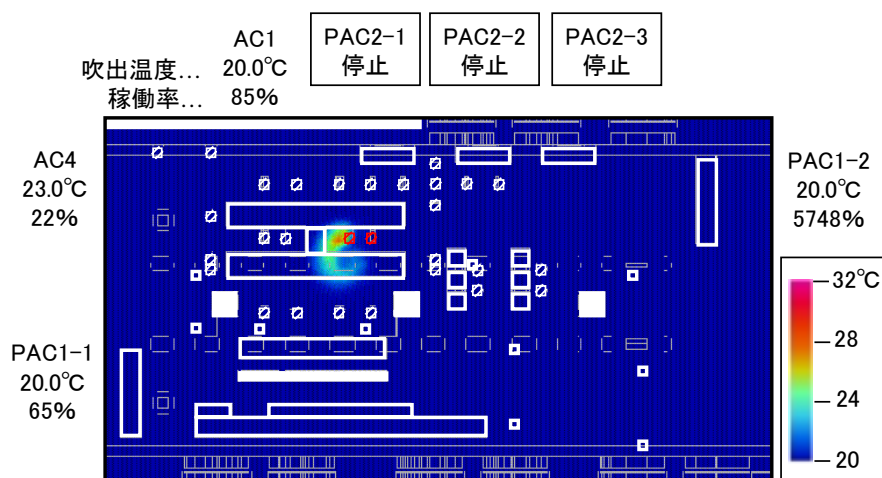 AC1
吹出温度… 20.0℃
稼働率… 85%
PAC2-1
停止
PAC2-2
停止
PAC2-3
停止
AC4
23.0℃
22%
PAC1-2
20.0℃
5748%
PAC1-1
20.0℃
65%
32℃
28
24
20